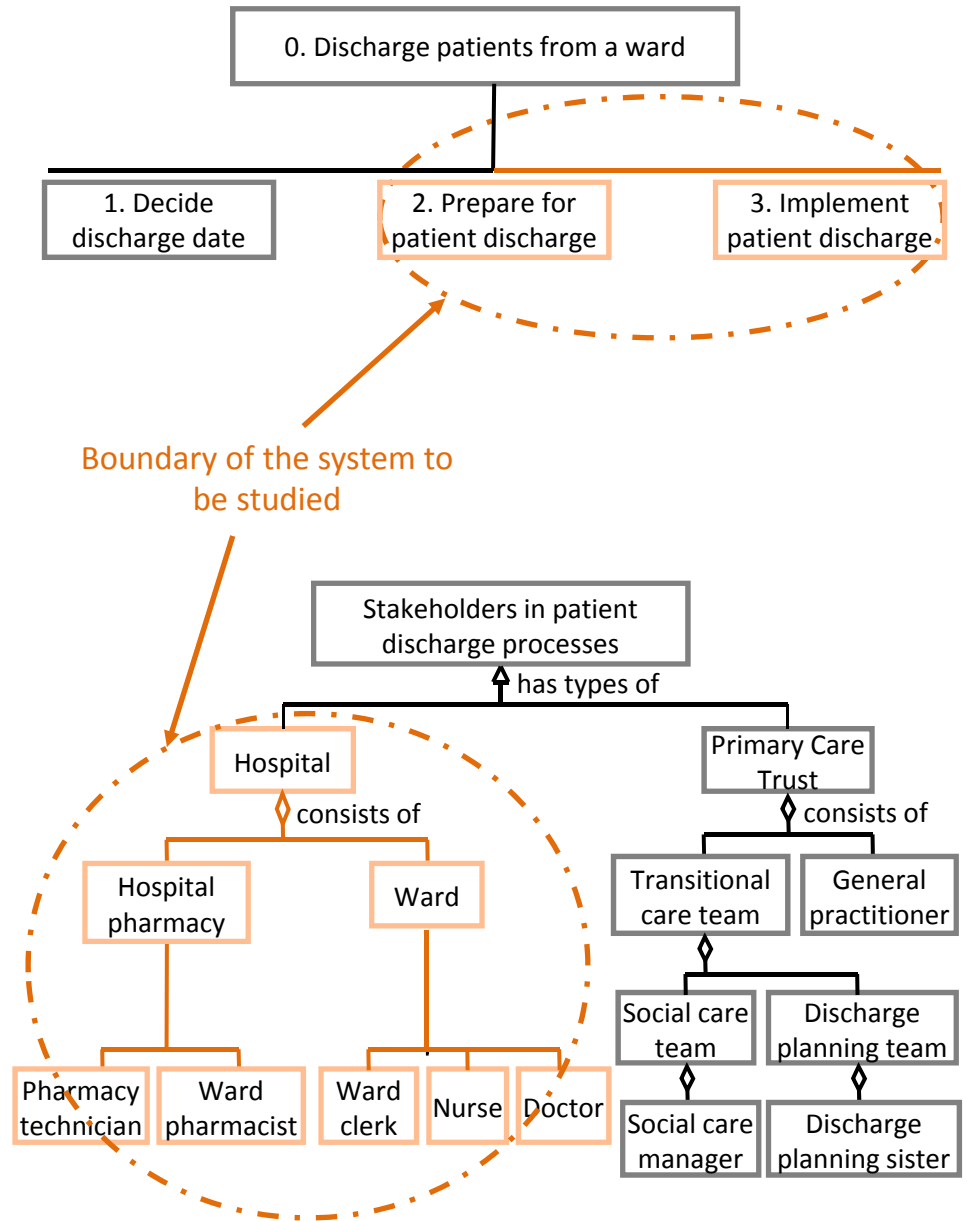 0. Discharge patients from a ward
1. Decide
discharge date
2. Prepare for
patient discharge
3. Implement
patient discharge
Boundary of the system to
be studied
Stakeholders in patient
discharge processes
has types of
Hospital
consists of
Primary Care
Trust
consists of
Hospital
pharmacy
Ward
Transitional
care team
General
practitioner
Social care
team
Discharge
planning team
Pharmacy
technician
Ward
pharmacist
Ward
clerk
Nurse
Doctor
Social care
manager
Discharge
planning sister